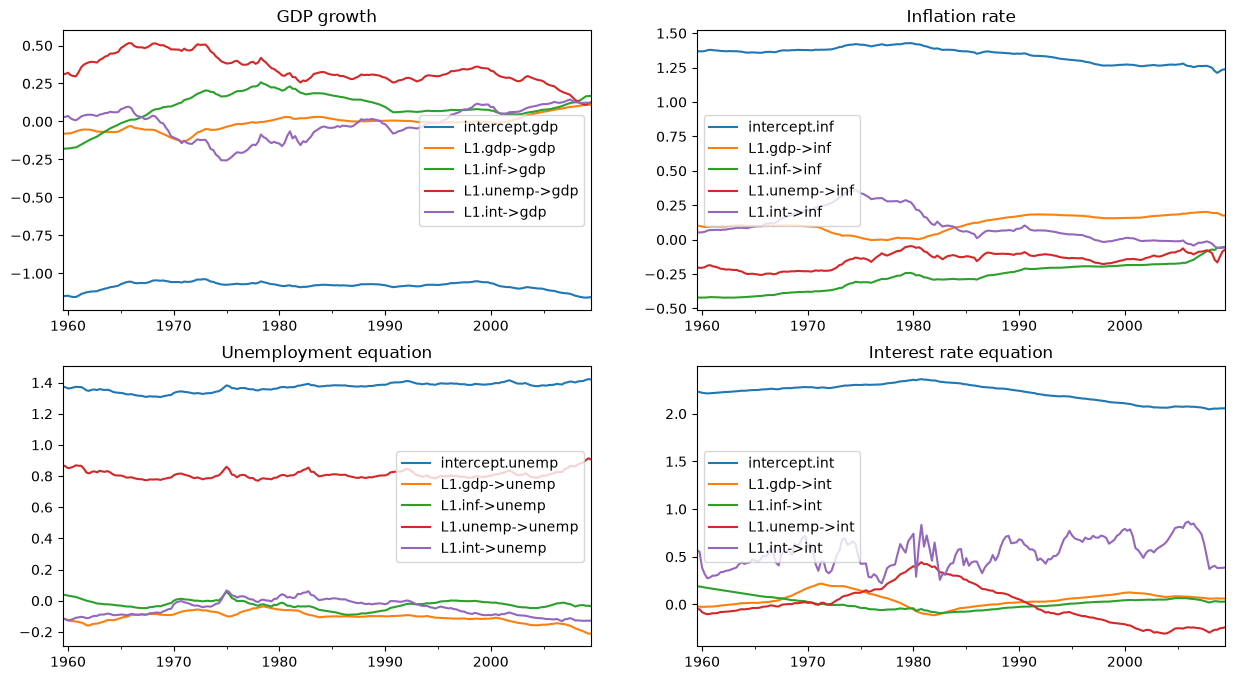 GDP growth
0.50
0.25
0.00
−0.25
−0.50
−0.75
−1.00
intercept.gdp
L1.gdp->gdp
L1.inf->gdp
L1.unemp->gdp
L1.int->gdp
1960 1970 1980 1990 2000
Inflation rate
1.50
1.25
1.00
0.75
0.50
0.25
0.00
−0.25
−0.50
intercept.inf
L1.gdp->inf
L1.inf->inf
L1.unemp->inf
L1.int->inf
1960 1970 1980 1990 2000
Unemployment equation
1.4
1.2
1.0
0.8
0.6
0.4
0.2
0.0
−0.2
intercept.unemp
L1.gdp->unemp
L1.inf->unemp
L1.unemp->unemp
L1.int->unemp
1960 1970 1980 1990 2000
Interest rate equation
2.0
1.5
1.0
0.5
0.0
intercept.int
L1.gdp->int
L1.inf->int
L1.unemp->int
L1.int->int
1960 1970 1980 1990 2000